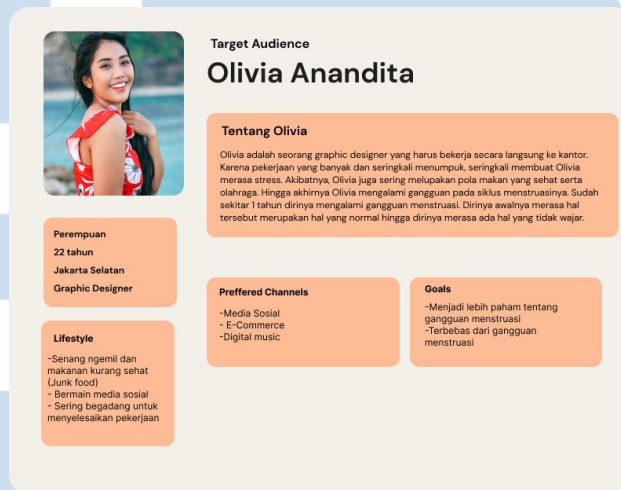 Target Audience
Olivia Anandita
Tentang Olivia
Olivia adalah seorang graphic designer yang harus bekerja secara langsung ke kantor.
Karena pekerjaan yang banyak dan seringkali menumpuk, seringkali membuat Olivia
merasa stress. Akibatnya, Olivia juga sering melupakan pola makan yang sehat serta
olahraga. Hingga akhirnya Olivia mengalami gangguan pada siklus menstruasinya. Sudah
sekitar 1 tahun dirinya mengalami gangguan menstruasi. Dirinya awalnya merasa hal
tersebut merupakan hal yang normal hingga dirinya merasa ada hal yang tidak wajar.
Perempuan
22 tahun
Jakarta Selatan
Graphic Designer
Lifestyle
-Senang ngemil dan
makanan kurang sehat
(Junk food)
- Bermain media sosial
- Sering begadang untuk
menyelesaikan pekerjaan
Preffered Channels
-Media Sosial
- E-Commerce
-Digital music
Goals
-Menjadi lebih paham tentang
gangguan menstruasi
-Terbebas dari gangguan
menstruasi